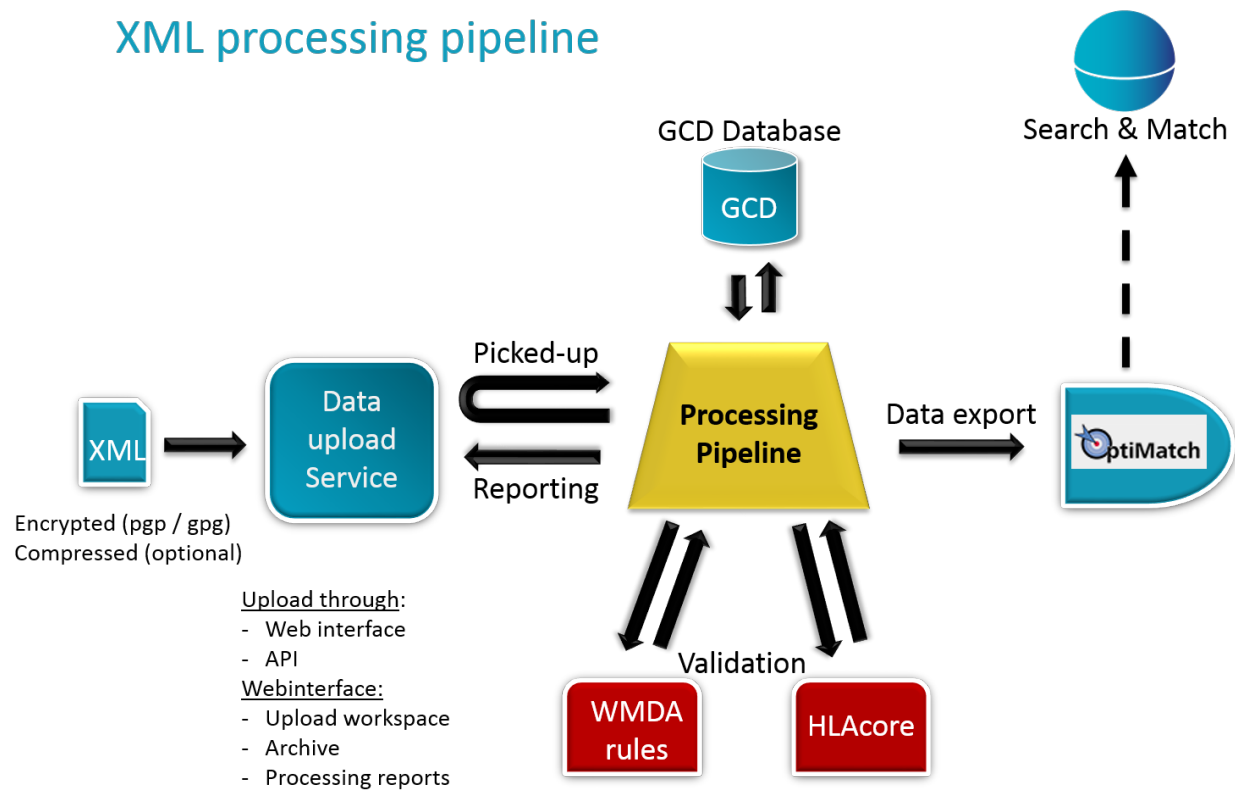 XML processing pipeline
Search & Match
GCD Database
GCD
Picked-up
Data
upload
Service
XML
Processing
Pipeline
Data export
OptiMatch
Reporting
Encrypted (pgp / gpg)
Compressed (optional)
Upload through:
- Web interface
- API
Webinterface:
- Upload workspace
- Archive
- Processing reports
Validation
WMDA
rules
HLAcore